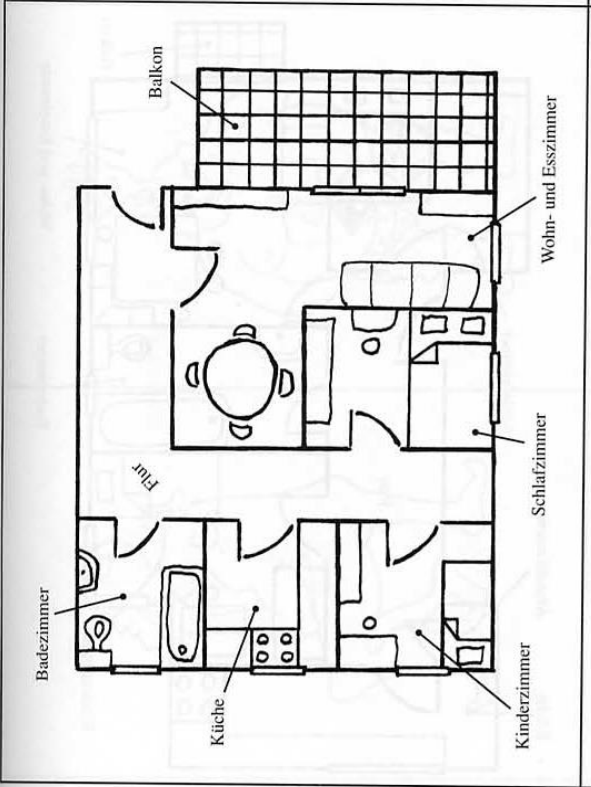 Badezimmer
Küche
Kinderzimmer
Flur
Balkon
Schlafzimmer
Wohn- und Esszimmer